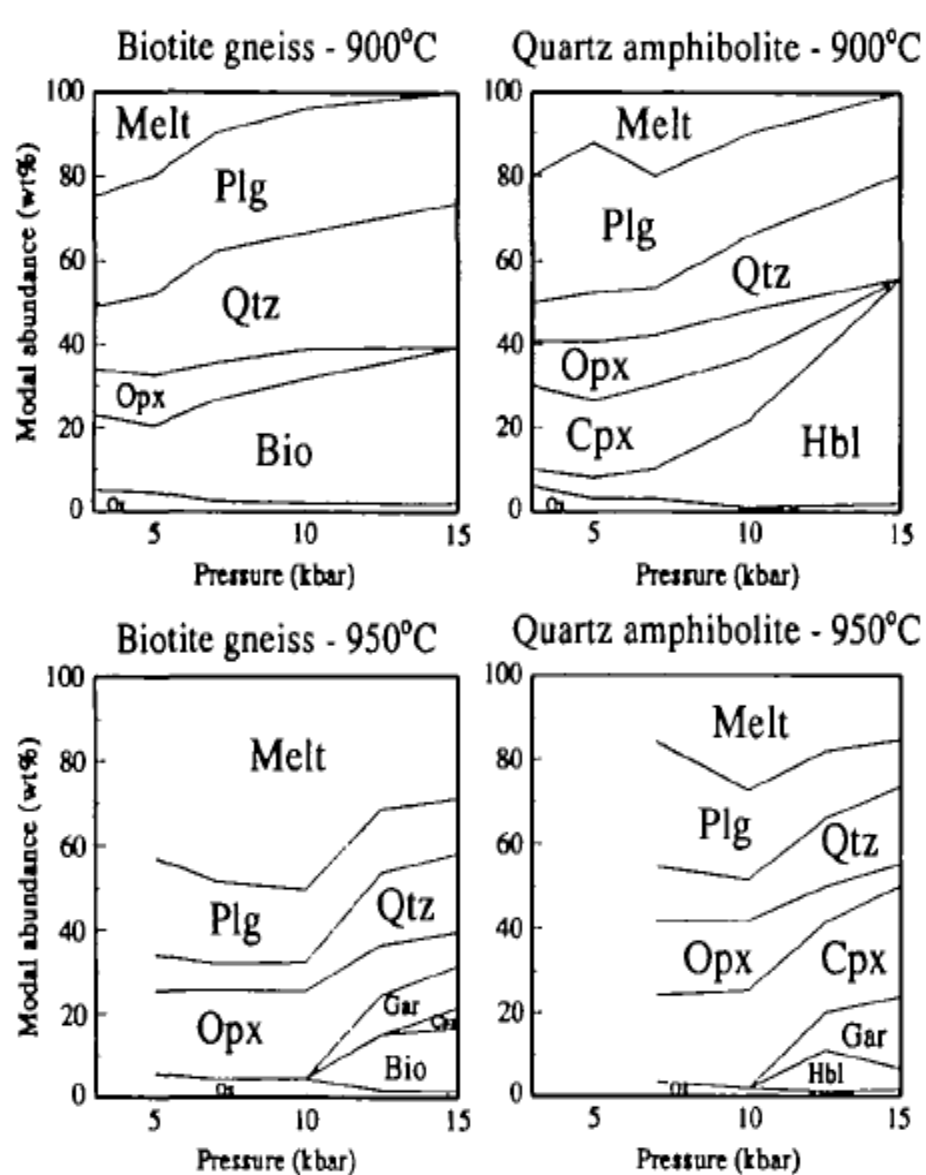 Biotite gneiss - 900°C
Quartz amphibolite - 900°C
Modal abundance (wt%)
100
80
60
40
20
0
Melt
Plg
Qtz
Opx
Bio
Ox
5
10
15
Pressure (kbar)
100
80
60
40
20
0
Melt
Plg
Qtz
Opx
Cpx
Hbl
Ox
5
10
15
Pressure (kbar)
Biotite gneiss - 950°C
Quartz amphibolite - 950°C
Modal abundance (wt%)
100
80
60
40
20
0
Melt
Plg
Qtz
Opx
Gar
Cpx
Bio
Ox
5
10
15
Pressure (kbar)
100
80
60
40
20
0
Melt
Plg
Qtz
Opx
Cpx
Gar
Hbl
5
10
15
Pressure (kbar)